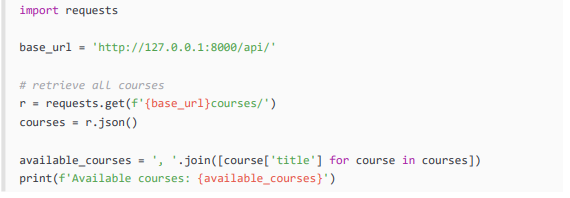 import requests
base_url = 'http://127.0.0.1:8000/api/'
# retrieve all courses
r = requests.get(f'{base_url}courses/')
courses = r.json()
available_courses = ', '.join([course['title'] for course in courses])
print(f'Available courses: {available_courses}')